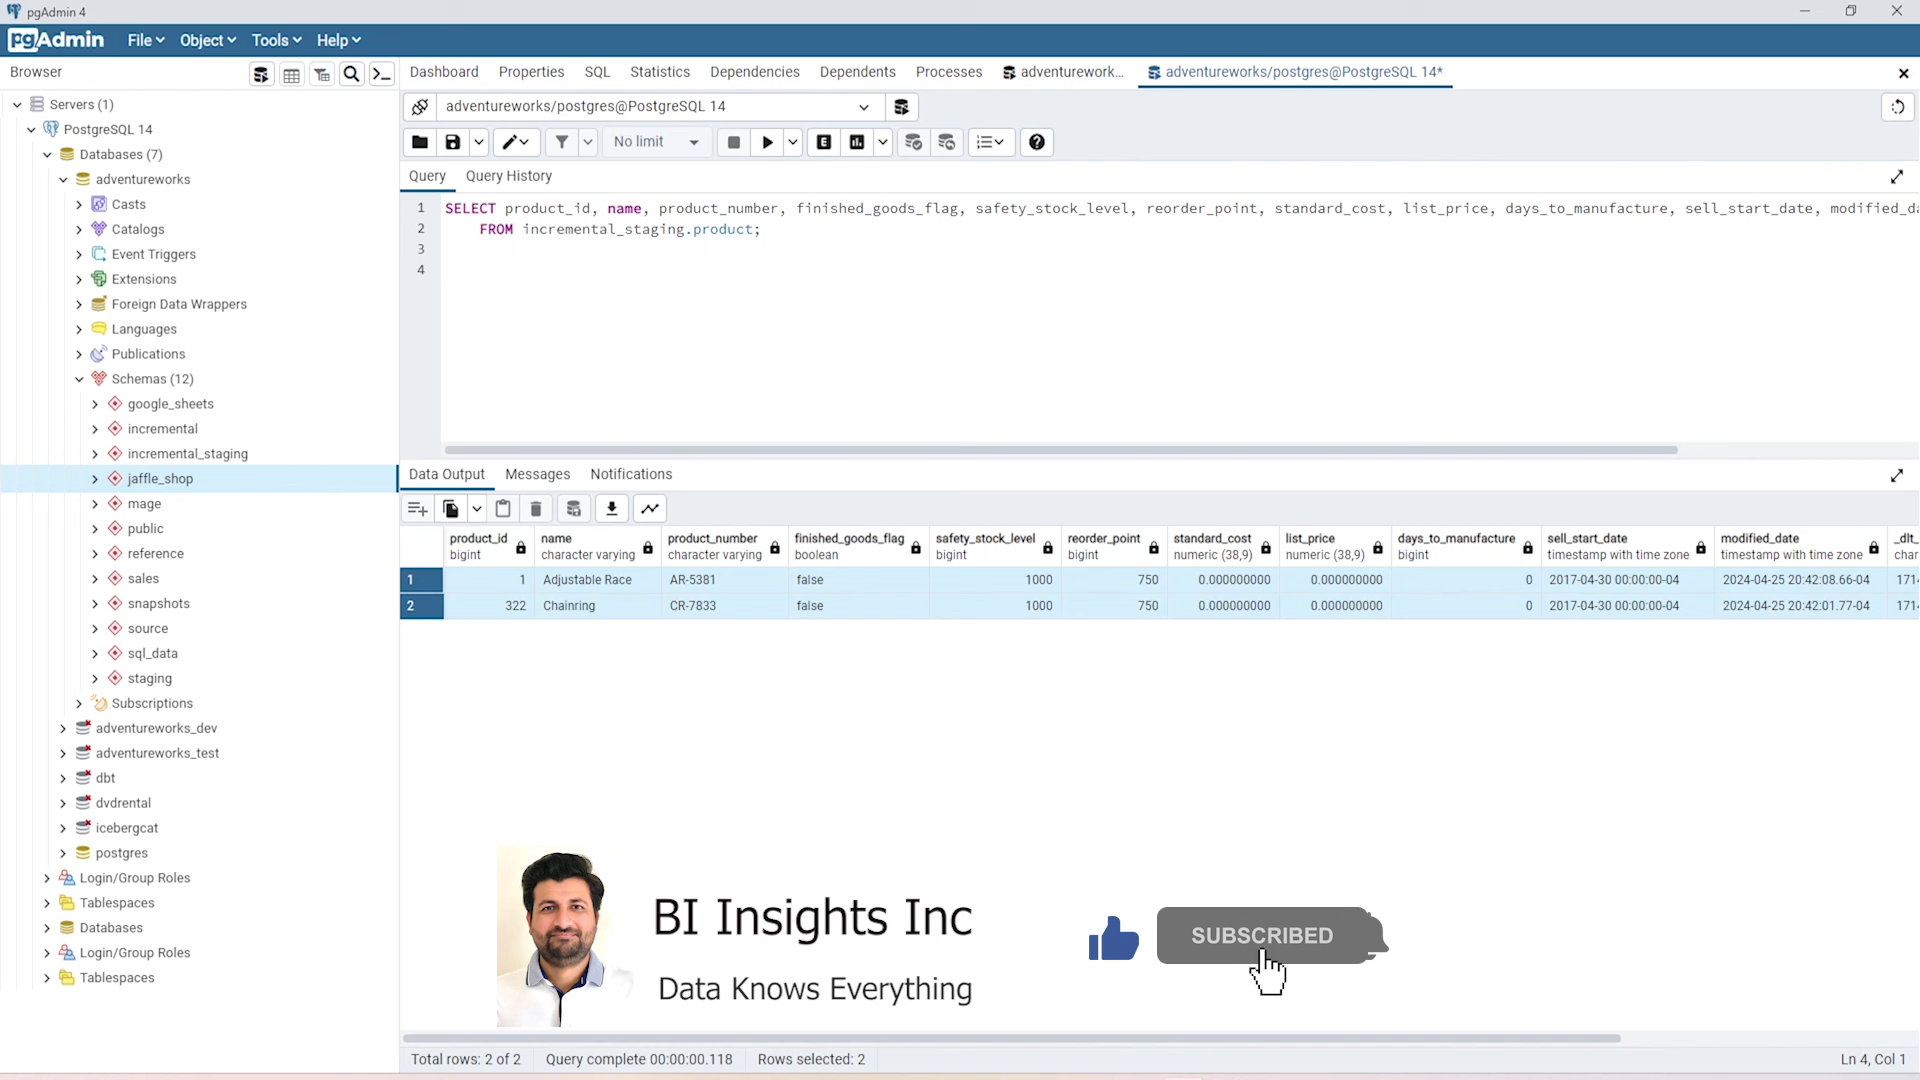 pgAdmin 4
pgAdmin File Object Tools Help
Browser
Dashboard Properties SQL Statistics Dependencies Dependents Processes adventurework... adventureworks/postgres@PostgreSQL 14*
Servers (1)
PostgreSQL 14
Databases (7)
adventureworks
Casts
Catalogs
Event Triggers
Extensions
Foreign Data Wrappers
Languages
Publications
Schemas (12)
google_sheets
incremental
incremental_staging
jaffle_shop
mage
public
reference
sales
snapshots
source
sql_data
staging
Subscriptions
adventureworks_dev
adventureworks_test
dbt
dvdrental
icebergcat
postgres
Login/Group Roles
Tablespaces
Databases
Login/Group Roles
Tablespaces
adventureworks/postgres@PostgreSQL 14
No limit
E
Query Query History
1 SELECT product_id, name, product_number, finished_goods_flag, safety_stock_level, reorder_point, standard_cost, list_price, days_to_manufacture, sell_start_date, modified_da
2 FROM incremental_staging.product;
3
4
Data Output Messages Notifications
product_id name product_number finished_goods_flag safety_stock_level reorder_point standard_cost list_price days_to_manufacture sell_start_date modified_date _dlt_
bigint character varying character varying boolean bigint bigint numeric (38,9) numeric (38,9) bigint timestamp with time zone timestamp with time zone char
1 1 Adjustable Race AR-5381 false 1000 750 0.000000000 0.000000000 0 2017-04-30 00:00:00-04 2024-04-25 20:42:08.66-04 171
2 322 Chainring CR-7833 false 1000 750 0.000000000 0.000000000 0 2017-04-30 00:00:00-04 2024-04-25 20:42:01.77-04 171
BI Insights Inc
Data Knows Everything
SUBSCRIBED
Total rows: 2 of 2 Query complete 00:00:00.118 Rows selected: 2 Ln 4, Col 1